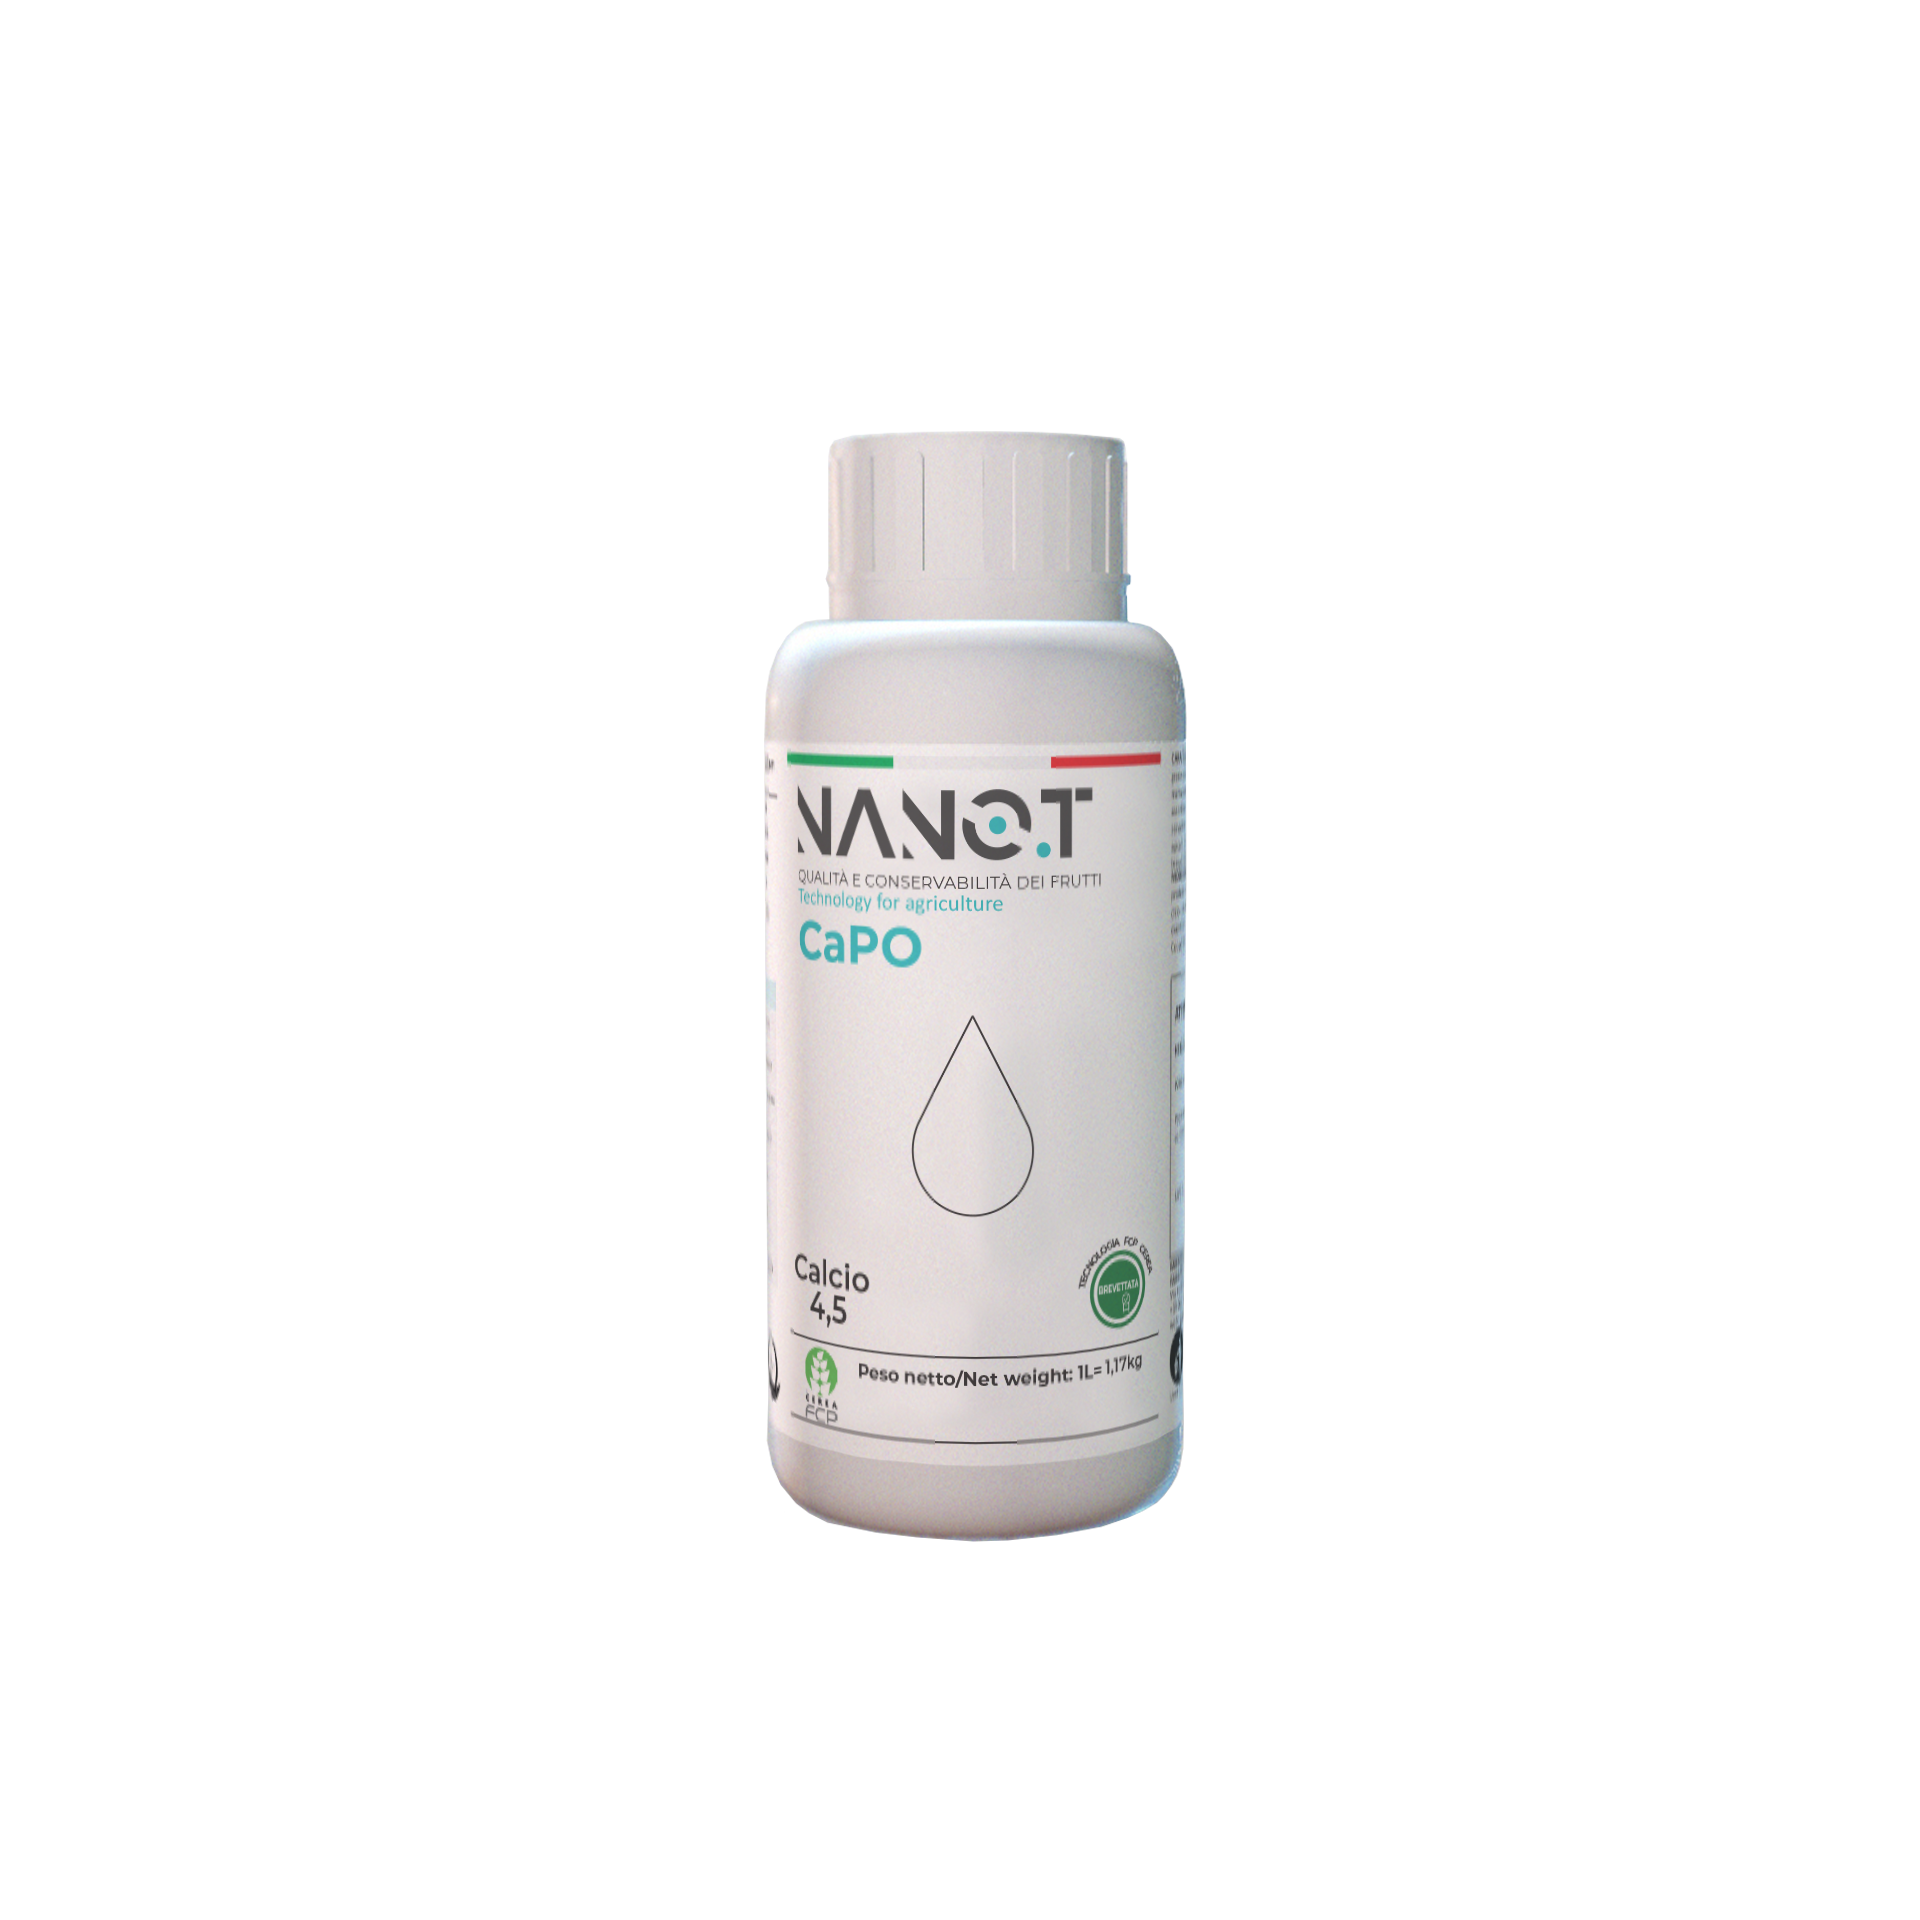 NANO.T
QUALITÀ E CONSERVABILITÀ DEI FRUTTI
Technology for agriculture
CaPO
Calcio
4,5
TECNOLOGIA FCP CEREA
BREVETTATA
Peso netto/Net weight: 1L= 1,17kg
CEREA
FCP